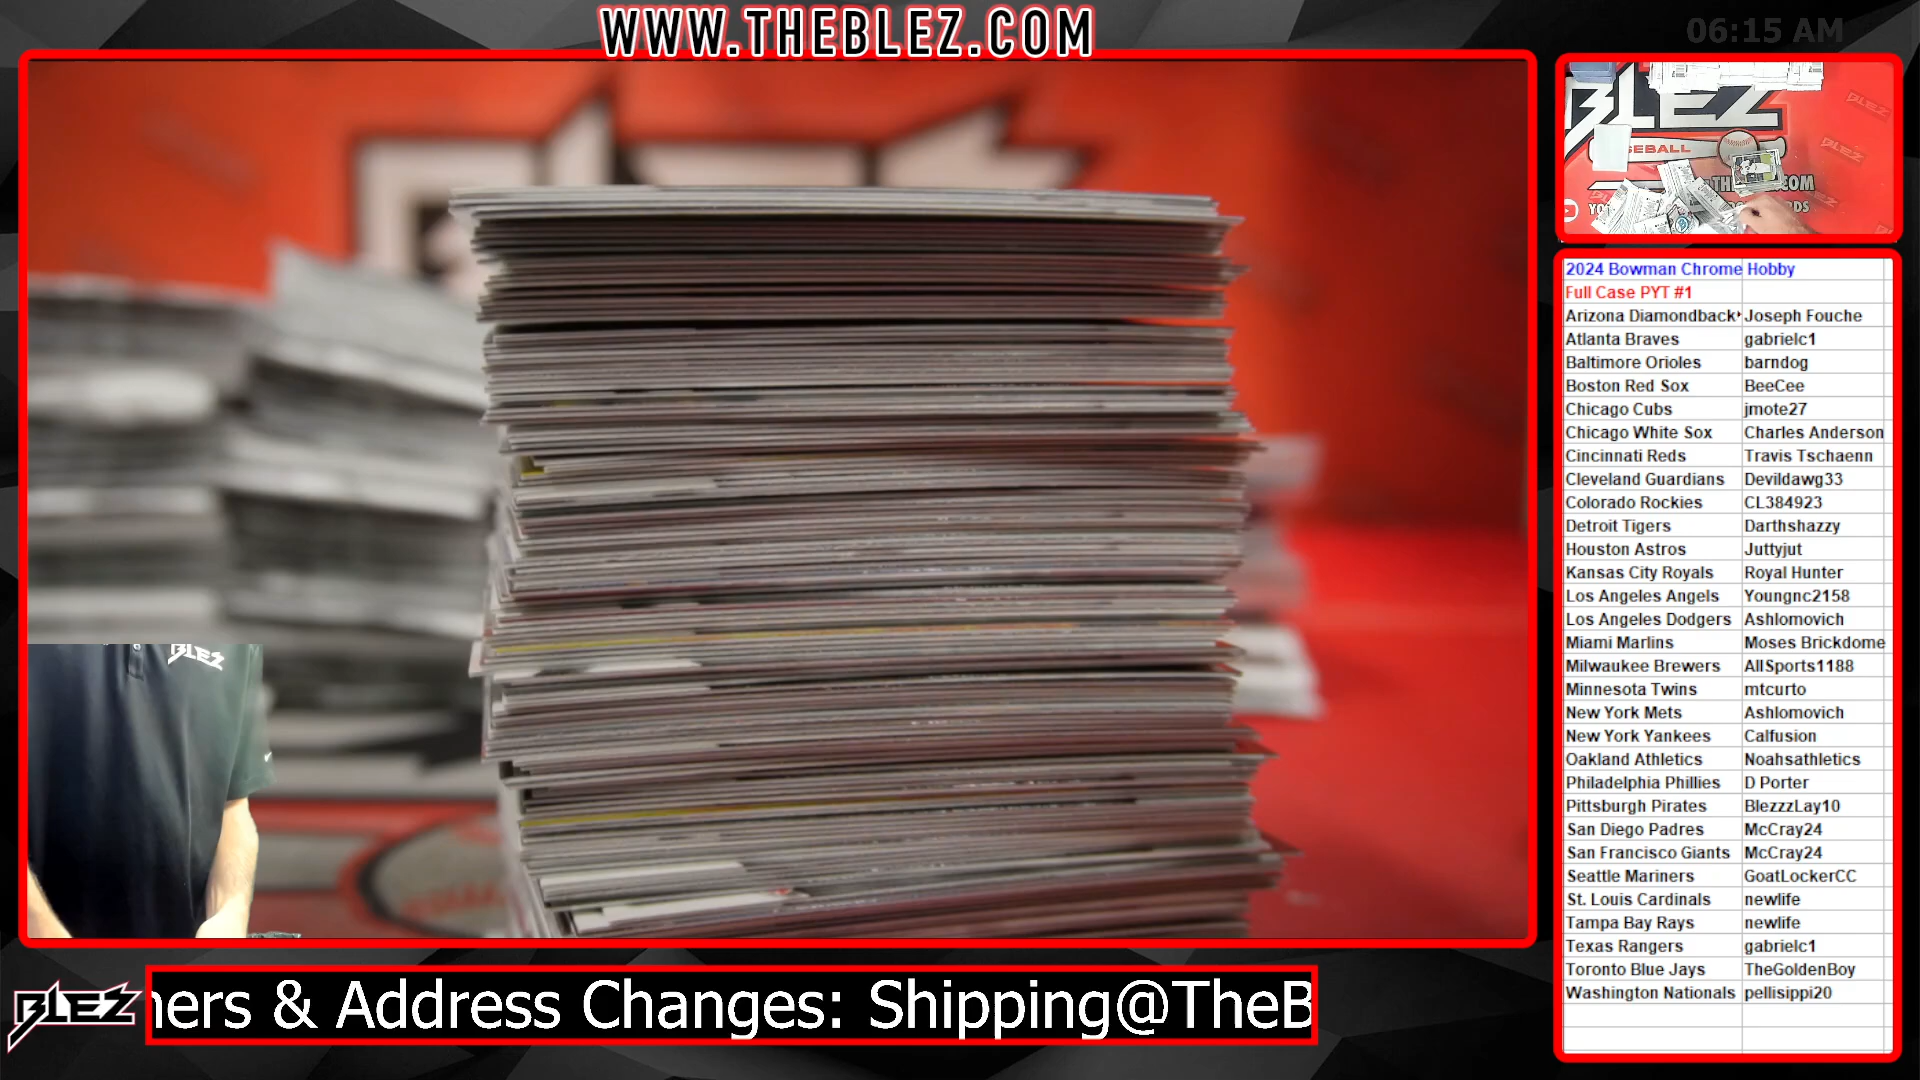 WWW.THEBLEZ.COM
06:15 AM
BLEZ
BASEBALL
BLEZ
2024 Bowman Chrome Hobby
Full Case PYT #1
Arizona Diamondback Joseph Fouche
Atlanta Braves gabrielc1
Baltimore Orioles barndog
Boston Red Sox BeeCee
Chicago Cubs jmote27
Chicago White Sox Charles Anderson
Cincinnati Reds Travis Tschaenn
Cleveland Guardians Devildawg33
Colorado Rockies CL384923
Detroit Tigers Darthshazzy
Houston Astros Juttyjut
Kansas City Royals Royal Hunter
Los Angeles Angels Youngnc2158
Los Angeles Dodgers Ashlomovich
Miami Marlins Moses Brickdome
Milwaukee Brewers AllSports1188
Minnesota Twins mtcurto
New York Mets Ashlomovich
New York Yankees Calfusion
Oakland Athletics Noahsathletics
Philadelphia Phillies D Porter
Pittsburgh Pirates BlezzzLay10
San Diego Padres McCray24
San Francisco Giants McCray24
Seattle Mariners GoatLockerCC
St. Louis Cardinals newlife
Tampa Bay Rays newlife
Texas Rangers gabrielc1
Toronto Blue Jays TheGoldenBoy
Washington Nationals pellisippi20
BLEZ
ners & Address Changes: Shipping@TheB